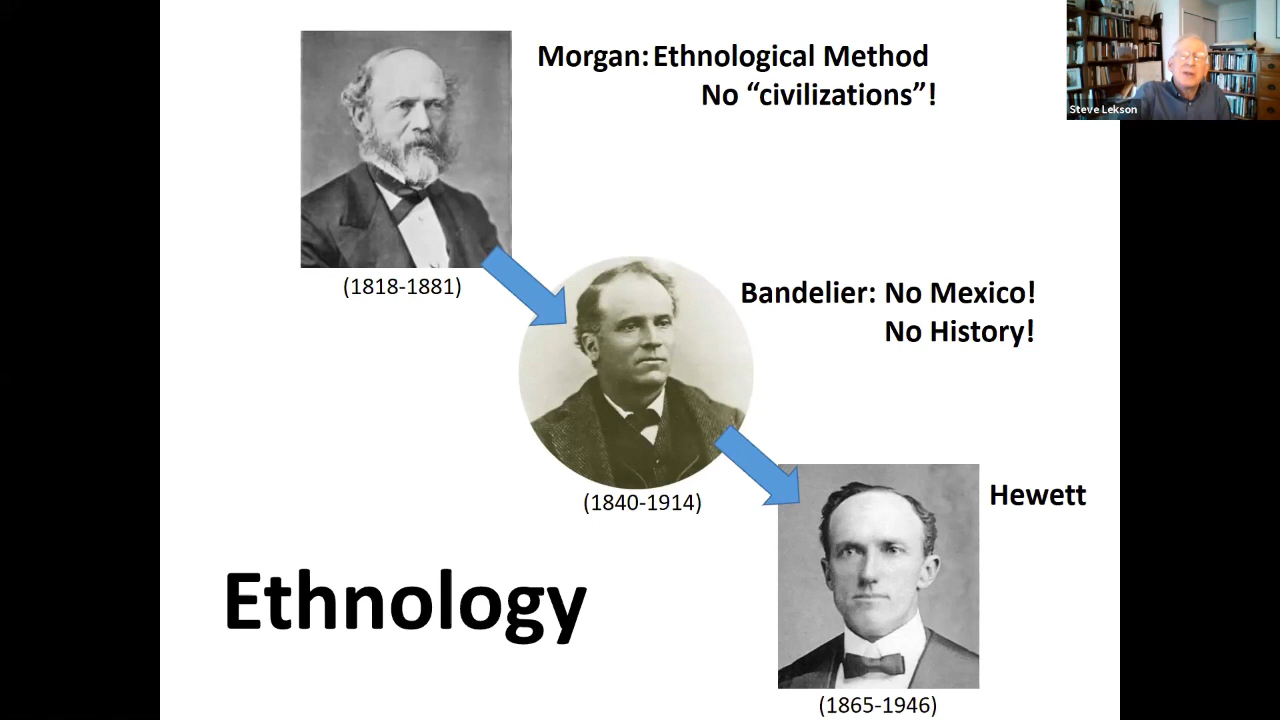 Morgan: Ethnological Method
No “civilizations”!
Steve Lekson
(1818-1881)
Bandelier: No Mexico!
No History!
(1840-1914)
Hewett
Ethnology
(1865-1946)